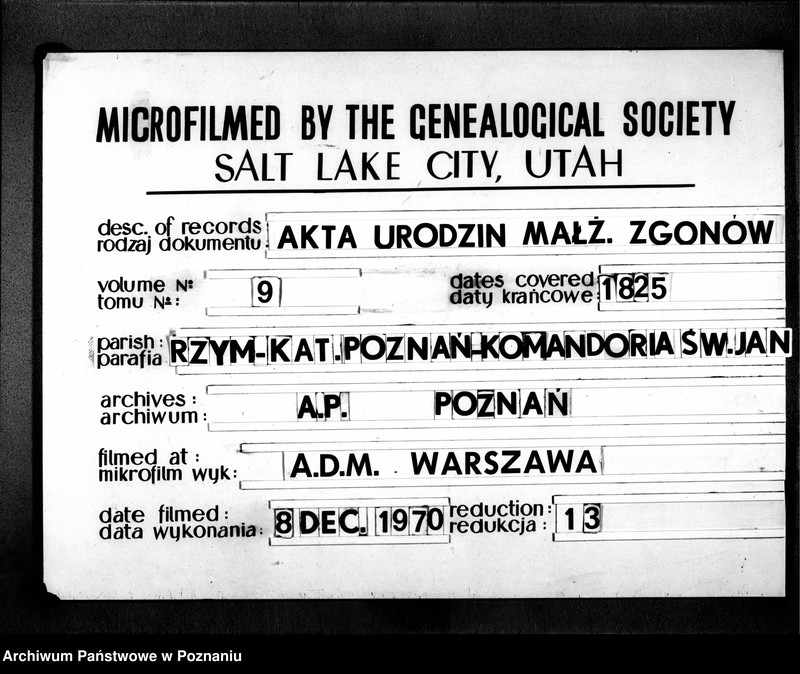 MICROFILMED BY THE GENEALOGICAL SOCIETY
SALT LAKE CITY, UTAH
desc. of records
rodzaj dokumentu: AKTA URODZIN MAŁŻ. ZGONÓW
volume №
tomu №: 9
dates covered
daty krańcowe: 1825
parish:
parafia RZYM-KAT. POZNAŃ-KOMANDORIA ŚW. JAN
archives:
archiwum: A.P. POZNAŃ
filmed at:
mikrofilm wyk: A.D.M. WARSZAWA
date filmed:
data wykonania: 8 DEC. 1970
reduction:
redukcja: 13
Archiwum Państwowe w Poznaniu